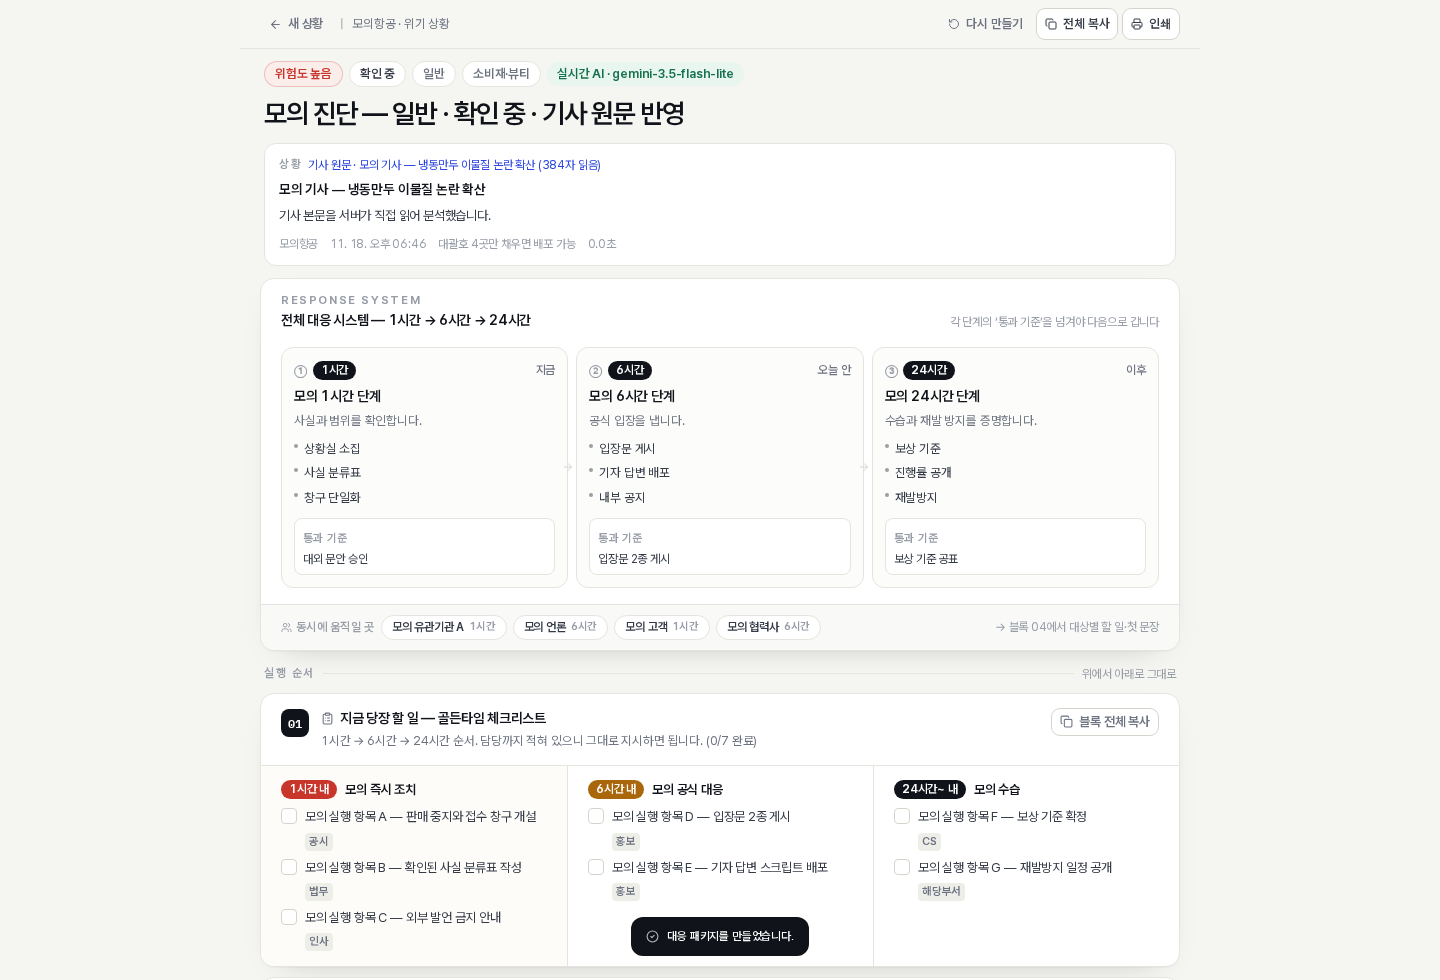 새 상황 | 모의항공 · 위기 상황 다시 만들기 전체 복사 인쇄
위험도 높음 확인 중 일반 소비재·뷰티 실시간 AI · gemini-3.5-flash-lite
모의 진단 — 일반 · 확인 중 · 기사 원문 반영
상황 기사 원문 · 모의 기사 — 냉동만두 이물질 논란 확산 (384자 읽음)
모의 기사 — 냉동만두 이물질 논란 확산
기사 본문을 서버가 직접 읽어 분석했습니다.
모의항공 11. 18. 오후 06:46 대괄호 4곳만 채우면 배포 가능 0.0초
RESPONSE SYSTEM
전체 대응 시스템 — 1시간 → 6시간 → 24시간 각 단계의 ‘통과 기준’을 넘겨야 다음으로 갑니다
1 1시간 지금
모의 1시간 단계
사실과 범위를 확인합니다.
상황실 소집
사실 분류표
창구 단일화
통과 기준
대외 문안 승인
2 6시간 오늘 안
모의 6시간 단계
공식 입장을 냅니다.
입장문 게시
기자 답변 배포
내부 공지
통과 기준
입장문 2종 게시
3 24시간 이후
모의 24시간 단계
수습과 재발 방지를 증명합니다.
보상 기준
진행률 공개
재발방지
통과 기준
보상 기준 공표
동시에 움직일 곳 모의 유관기관 A 1시간 모의 언론 6시간 모의 고객 1시간 모의 협력사 6시간 → 블록 04에서 대상별 할 일·첫 문장
실행 순서 위에서 아래로 그대로
01 지금 당장 할 일 — 골든타임 체크리스트 블록 전체 복사
1시간 → 6시간 → 24시간 순서. 담당까지 적혀 있으니 그대로 지시하면 됩니다. (0/7 완료)
1시간 내 모의 즉시 조치
모의 실행 항목 A — 판매 중지와 접수 창구 개설
공시
모의 실행 항목 B — 확인된 사실 분류표 작성
법무
모의 실행 항목 C — 외부 발언 금지 안내
인사
6시간 내 모의 공식 대응
모의 실행 항목 D — 입장문 2종 게시
홍보
모의 실행 항목 E — 기자 답변 스크립트 배포
홍보
24시간~ 내 모의 수습
모의 실행 항목 F — 보상 기준 확정
CS
모의 실행 항목 G — 재발방지 일정 공개
해당부서
대응 패키지를 만들었습니다.